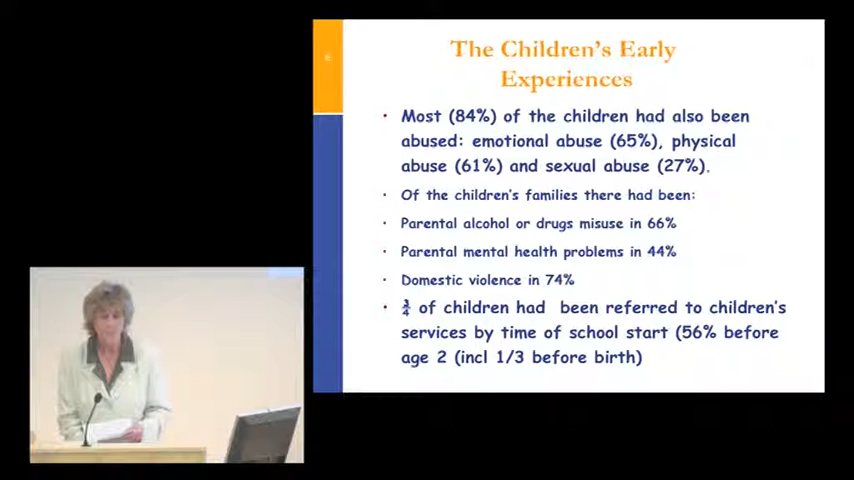 6
The Children's Early
Experiences
• Most (84%) of the children had also been
abused: emotional abuse (65%), physical
abuse (61%) and sexual abuse (27%).
• Of the children's families there had been:
• Parental alcohol or drugs misuse in 66%
• Parental mental health problems in 44%
• Domestic violence in 74%
• ¾ of children had  been referred to children's
services by time of school start (56% before
age 2 (incl 1/3 before birth)